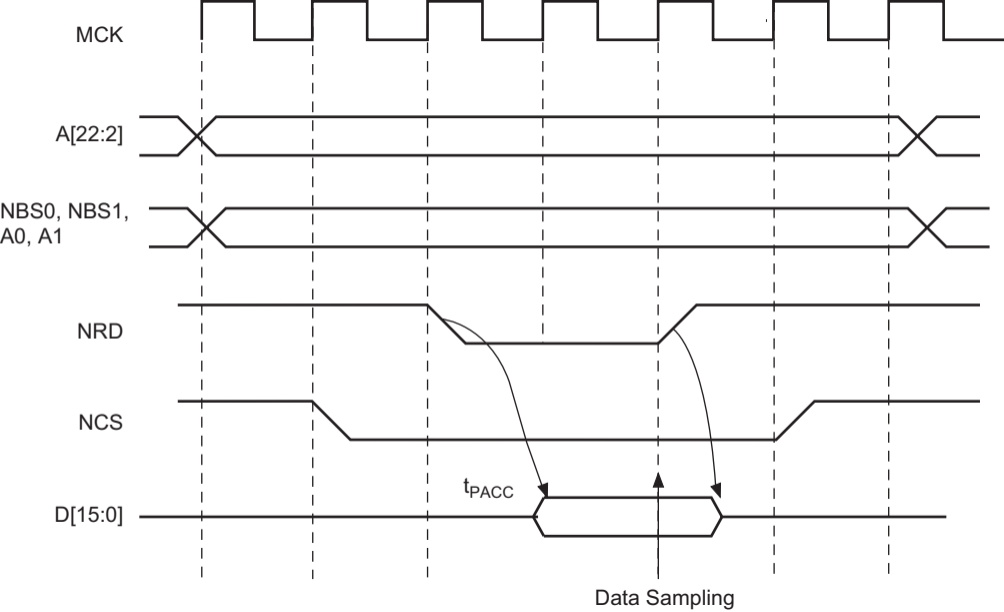 MCK
A[22:2]
NBS0, NBS1,
A0, A1
NRD
NCS
tPACC
D[15:0]
Data Sampling